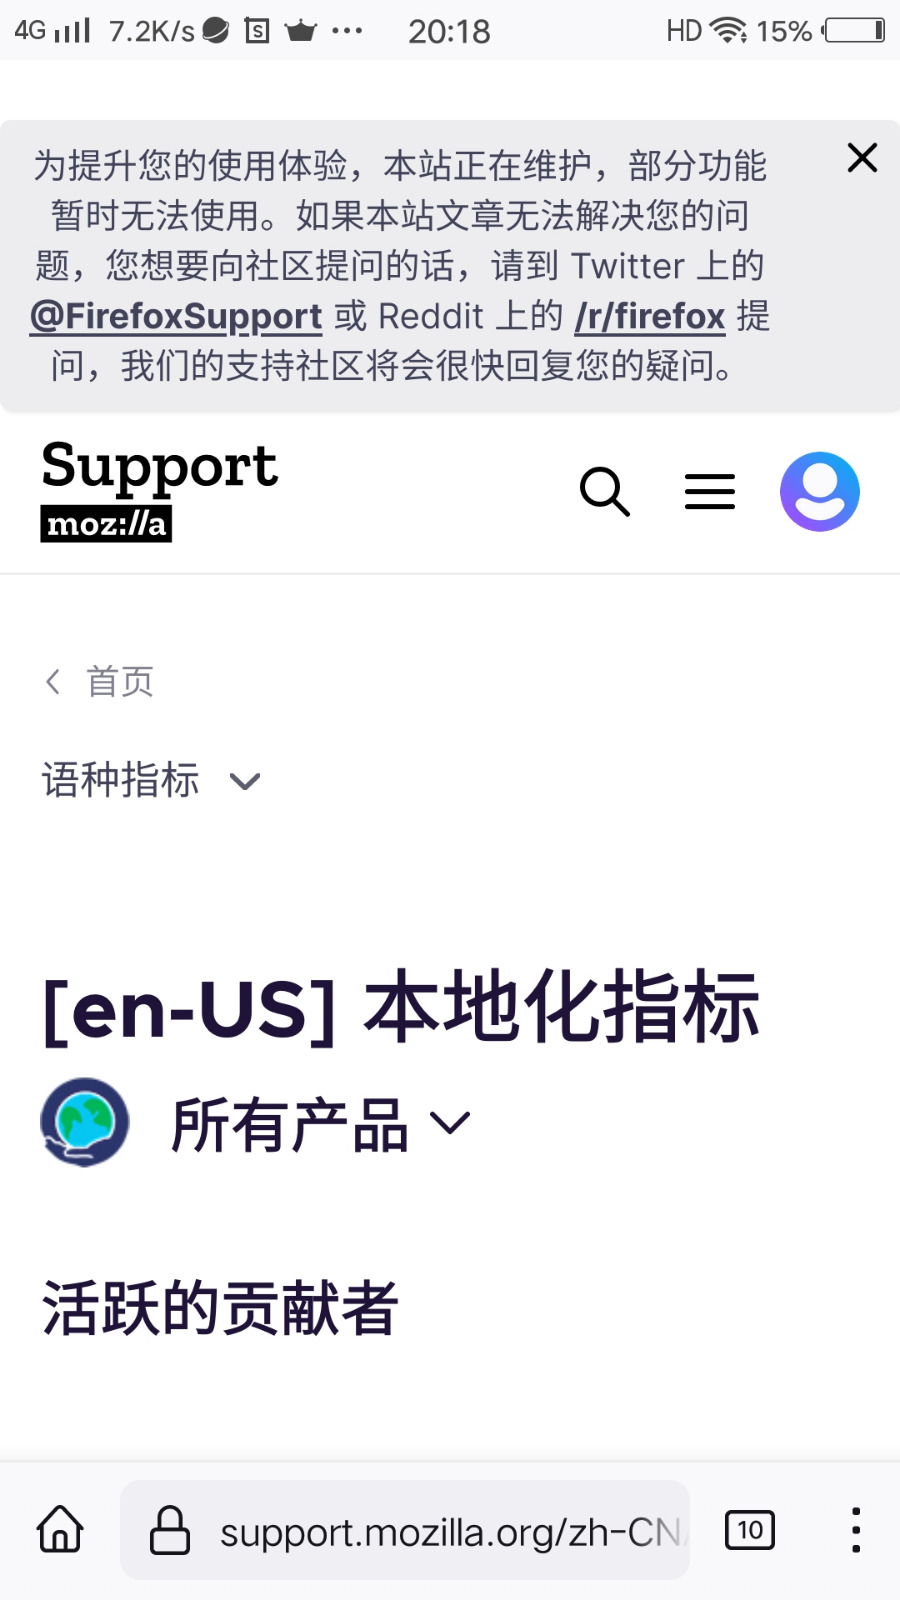 4G 7.2K/s S ... 20:18 HD 15%
为提升您的使用体验，本站正在维护，部分功能
暂时无法使用。如果本站文章无法解决您的问
题，您想要向社区提问的话，请到 Twitter 上的
@FirefoxSupport 或 Reddit 上的 /r/firefox 提
问，我们的支持社区将会很快回复您的疑问。
Support
moz://a
首页
语种指标
[en-US] 本地化指标
所有产品
活跃的贡献者
support.mozilla.org/zh-CN/ 10